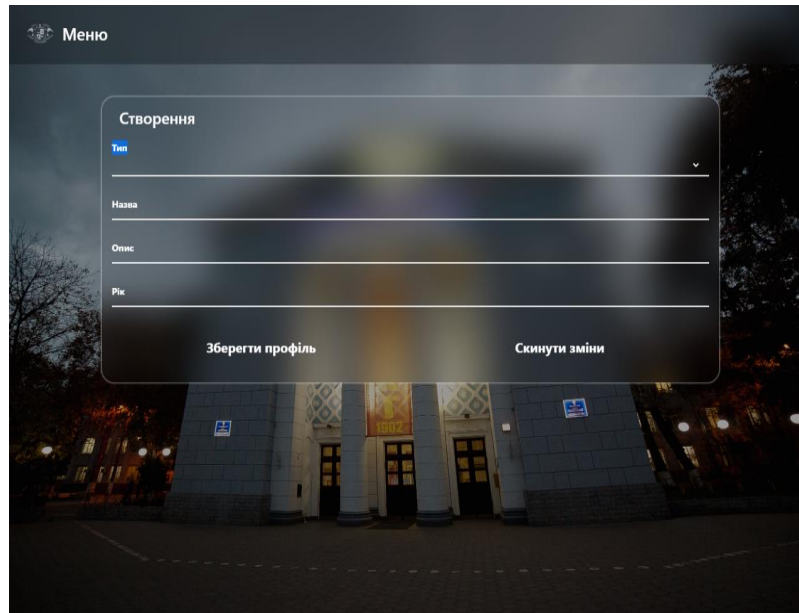 Меню
Створення
Тип
Назва
Опис
Рік
Зберегти профіль Скинути зміни
1902